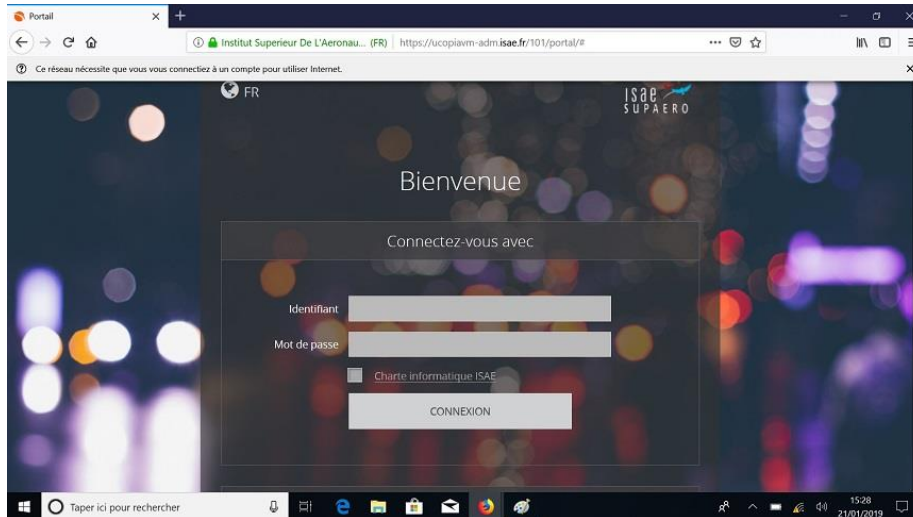 Portail
Institut Superieur De L'Aeronau... (FR) https://ucopiavm-adm.isae.fr/101/portal/#
Ce réseau nécessite que vous vous connectiez à un compte pour utiliser Internet.
FR
isae
SUPAERO
Bienvenue
Connectez-vous avec
Identifiant
Mot de passe
Charte informatique ISAE
CONNEXION
Taper ici pour rechercher
15:28
21/01/2019